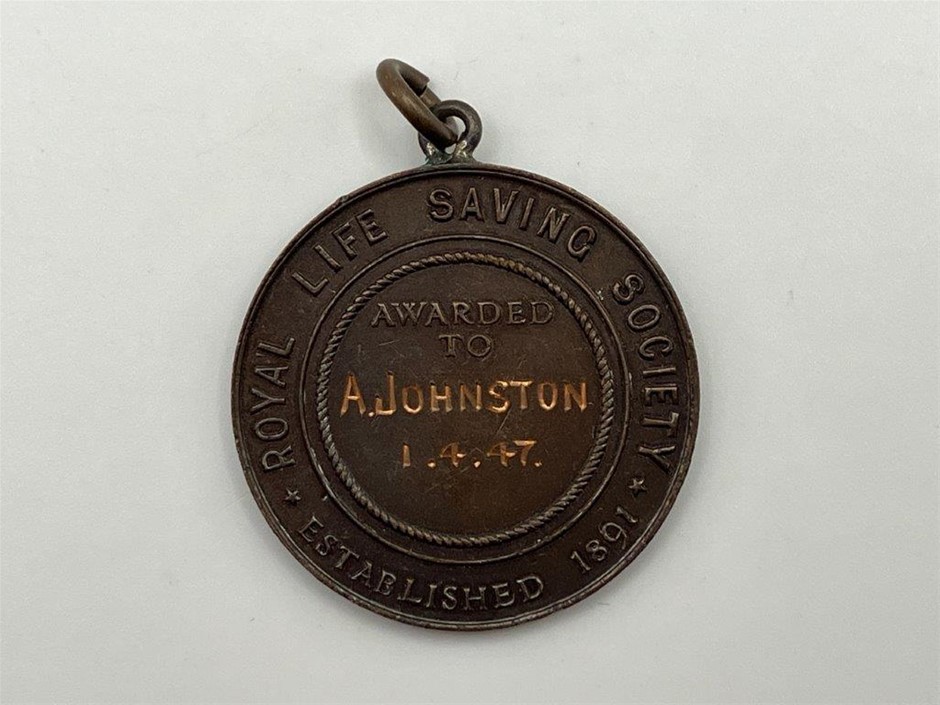 ROYAL LIFE SAVING SOCIETY
AWARDED
TO
A. JOHNSTON
1.4.47.
★ ESTABLISHED 1891 ★